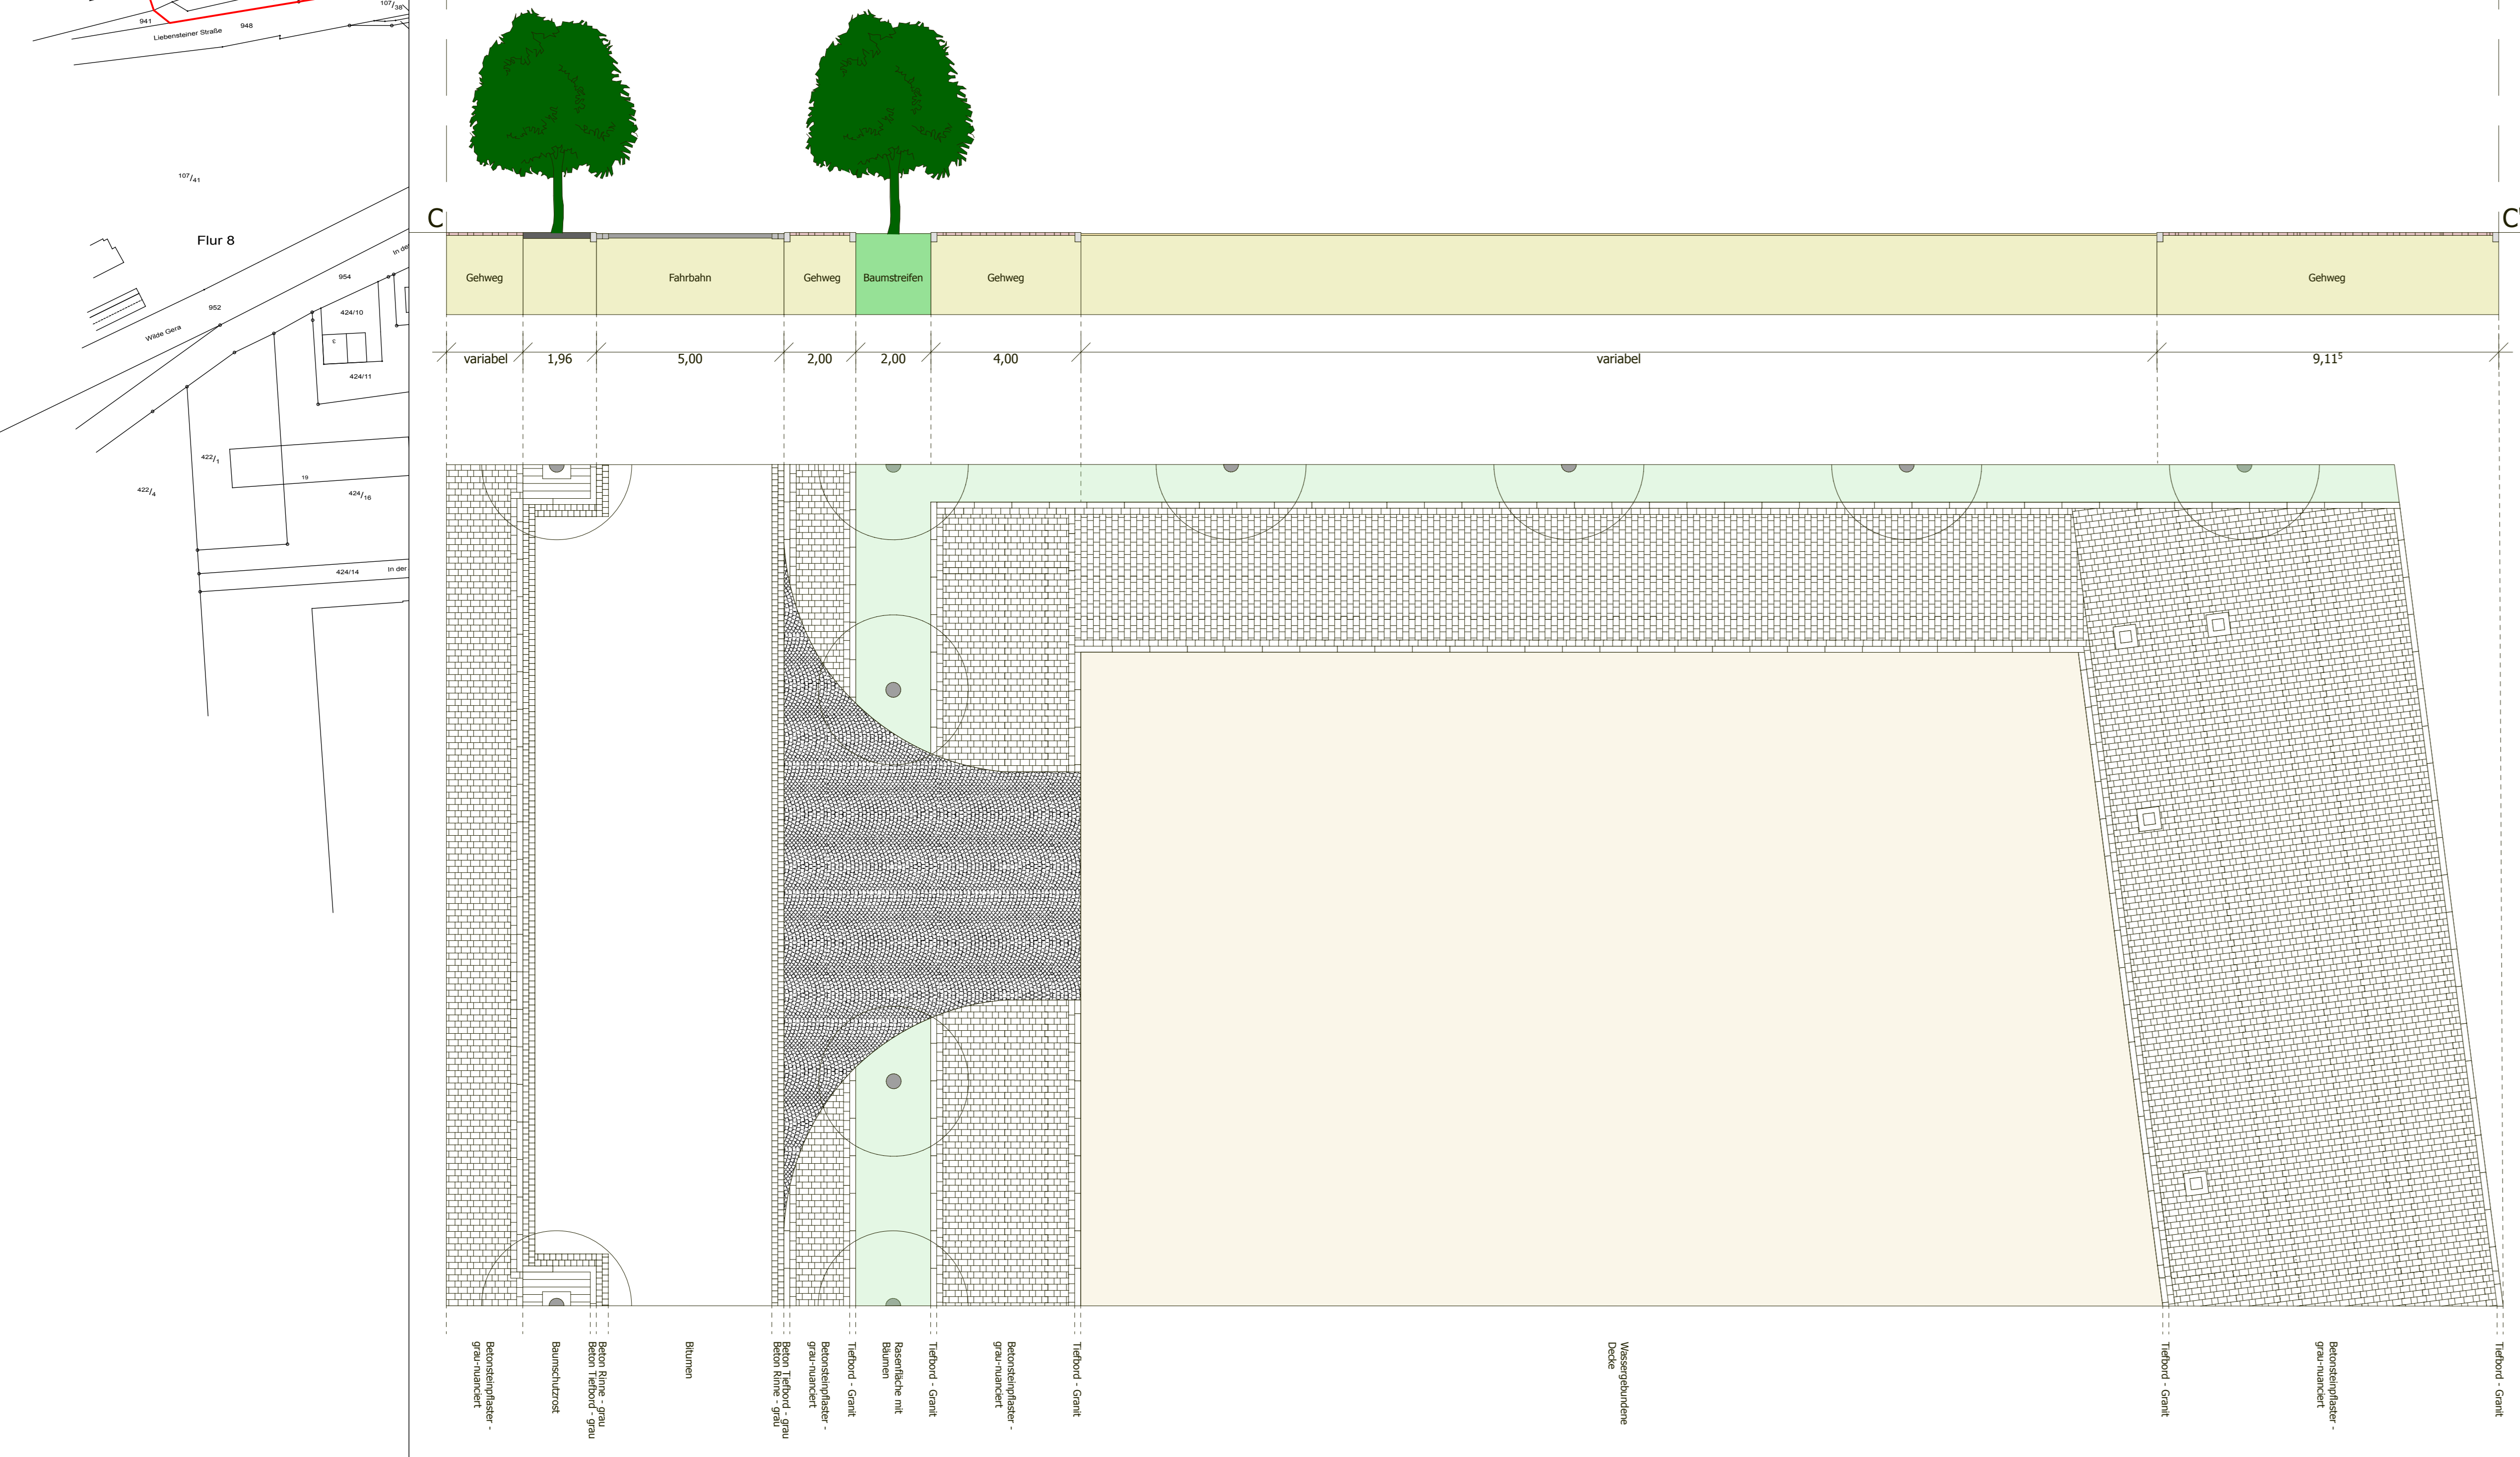 107/38
941
948
Liebensteiner Straße
107/41
Flur 8
In der
954
952
Wilde Gera
424/10
3
424/11
422/1
19
422/4
424/16
424/14
In der
C
C'
Gehweg
Fahrbahn
Gehweg
Baumstreifen
Gehweg
Gehweg
variabel
1,96
5,00
2,00
2,00
4,00
variabel
9,11⁵
Betonsteinpflaster -
grau-nuanciert
Baumschutzrost
Beton Rinne - grau
Beton Tiefbord - grau
Bitumen
Beton Tiefbord - grau
Beton Rinne - grau
Betonsteinpflaster -
grau-nuanciert
Tiefbord - Granit
Rasenfläche mit
Bäumen
Tiefbord - Granit
Betonsteinpflaster -
grau-nuanciert
Tiefbord - Granit
Wassergebundene
Decke
Tiefbord - Granit
Betonsteinpflaster -
grau-nuanciert
Tiefbord - Granit